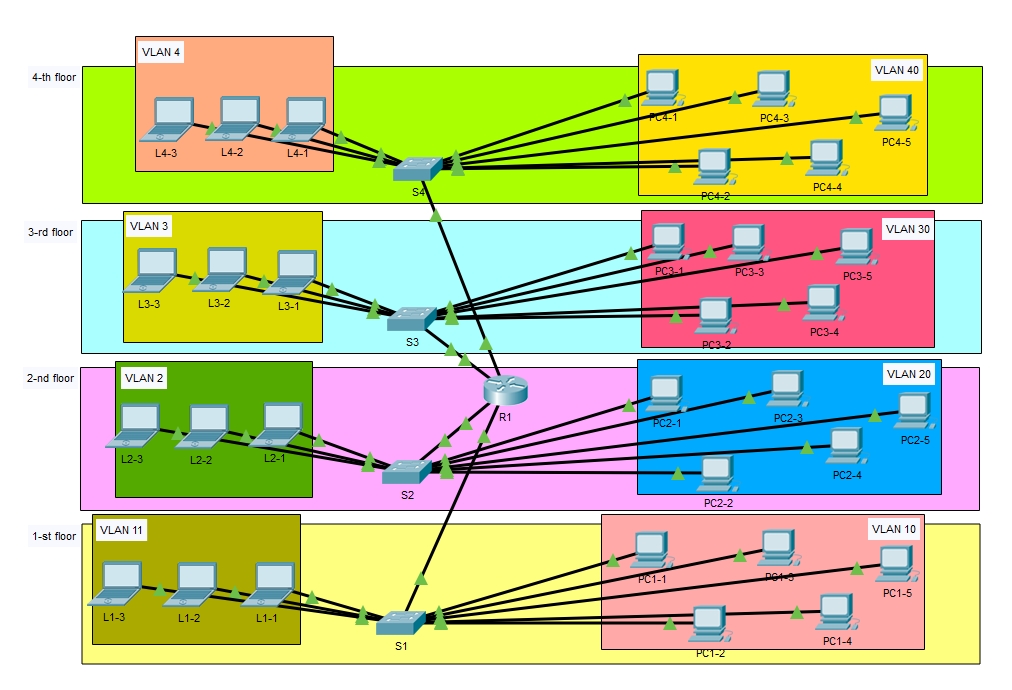 VLAN 4
4-th floor
VLAN 40
PC4-1
PC4-3
PC4-5
L4-3
L4-2
L4-1
PC4-4
S4
PC4-2
VLAN 3
3-rd floor
VLAN 30
PC3-1
PC3-3
PC3-5
L3-3
L3-2
L3-1
PC3-4
S3
PC3-2
VLAN 2
2-nd floor
VLAN 20
R1
PC2-1
PC2-3
PC2-5
L2-3
L2-2
L2-1
PC2-4
S2
PC2-2
VLAN 11
1-st floor
VLAN 10
PC1-1
PC1-3
PC1-5
L1-3
L1-2
L1-1
PC1-4
S1
PC1-2